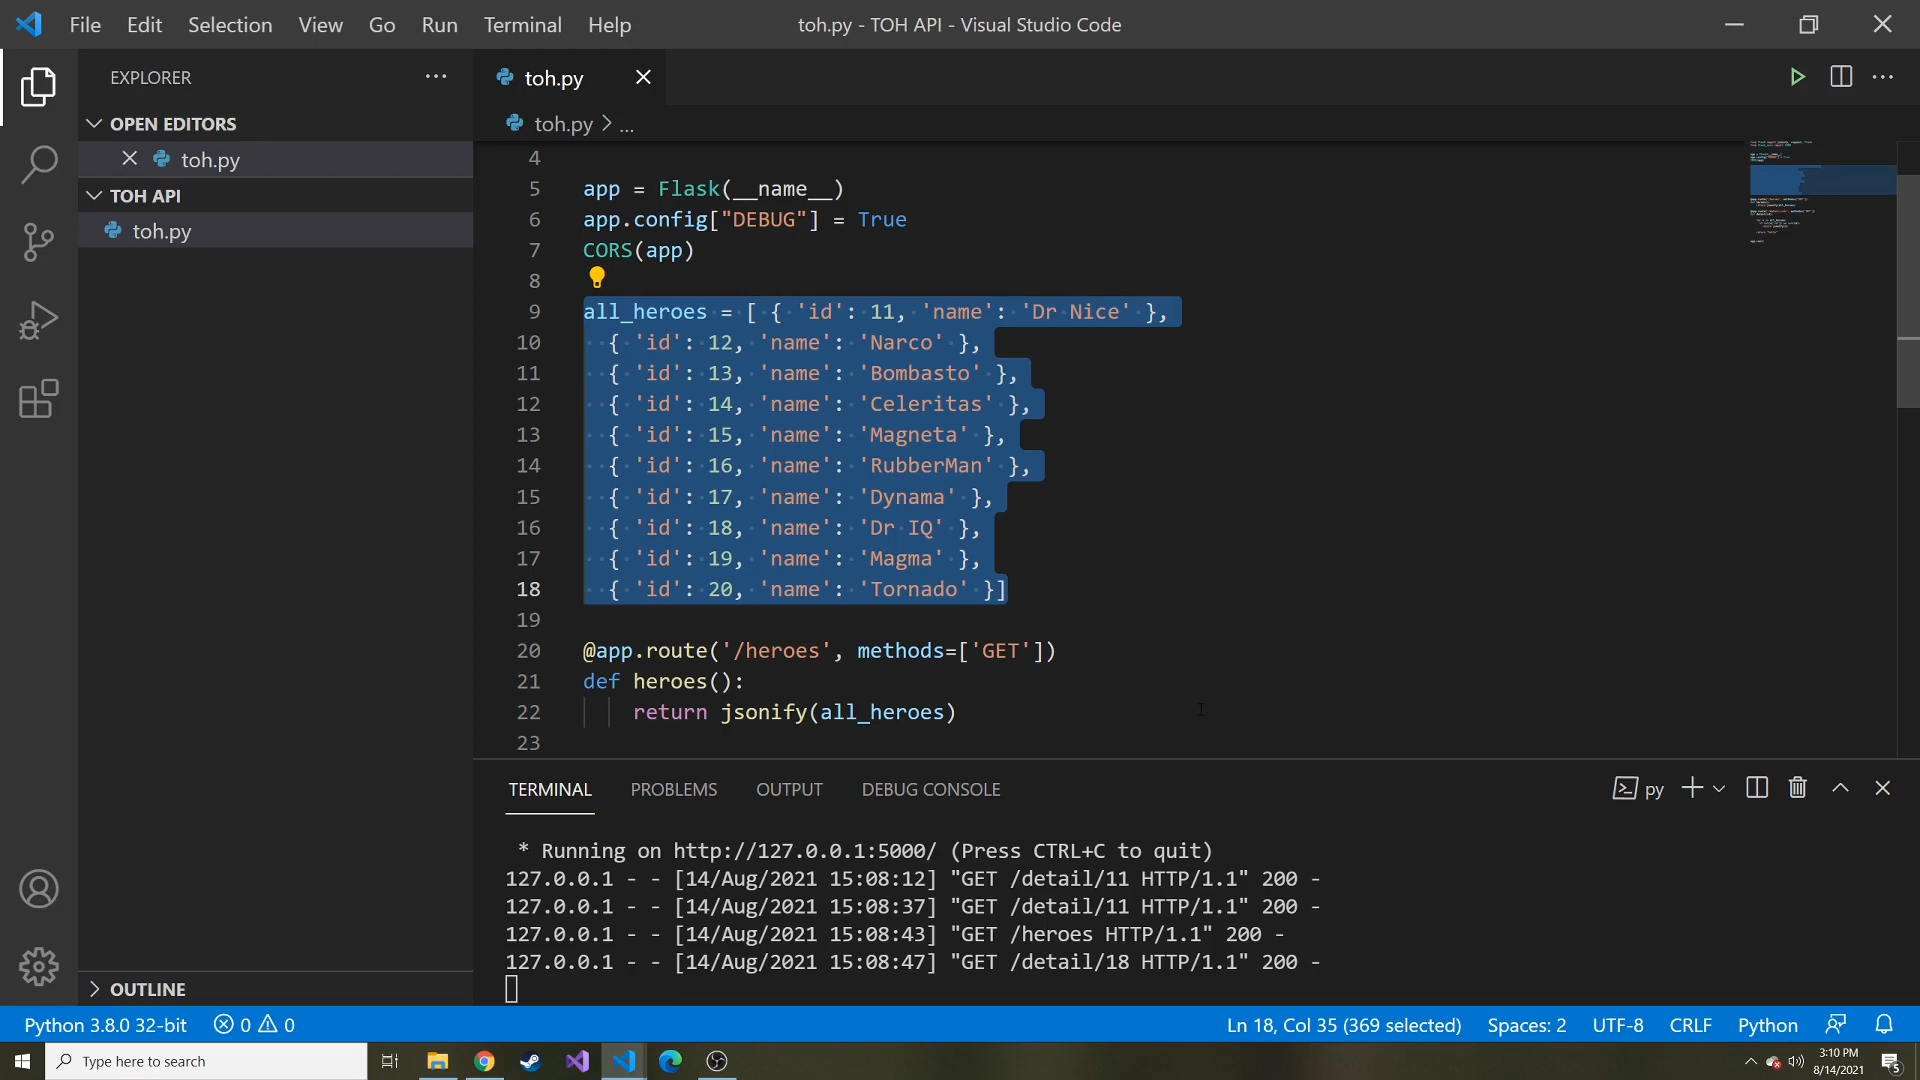 File Edit Selection View Go Run Terminal Help
toh.py - TOH API - Visual Studio Code
EXPLORER
OPEN EDITORS
toh.py
TOH API
toh.py
OUTLINE
toh.py
toh.py > ...
4
5 app = Flask(__name__)
6 app.config["DEBUG"] = True
7 CORS(app)
8
9 all_heroes = [ { 'id': 11, 'name': 'Dr Nice' },
10 { 'id': 12, 'name': 'Narco' },
11 { 'id': 13, 'name': 'Bombasto' },
12 { 'id': 14, 'name': 'Celeritas' },
13 { 'id': 15, 'name': 'Magneta' },
14 { 'id': 16, 'name': 'RubberMan' },
15 { 'id': 17, 'name': 'Dynama' },
16 { 'id': 18, 'name': 'Dr IQ' },
17 { 'id': 19, 'name': 'Magma' },
18 { 'id': 20, 'name': 'Tornado' }]
19
20 @app.route('/heroes', methods=['GET'])
21 def heroes():
22 return jsonify(all_heroes)
23
TERMINAL PROBLEMS OUTPUT DEBUG CONSOLE
py
* Running on http://127.0.0.1:5000/ (Press CTRL+C to quit)
127.0.0.1 - - [14/Aug/2021 15:08:12] "GET /detail/11 HTTP/1.1" 200 -
127.0.0.1 - - [14/Aug/2021 15:08:37] "GET /detail/11 HTTP/1.1" 200 -
127.0.0.1 - - [14/Aug/2021 15:08:43] "GET /heroes HTTP/1.1" 200 -
127.0.0.1 - - [14/Aug/2021 15:08:47] "GET /detail/18 HTTP/1.1" 200 -
Python 3.8.0 32-bit 0 0
Ln 18, Col 35 (369 selected) Spaces: 2 UTF-8 CRLF Python
Type here to search
3:10 PM
8/14/2021
5